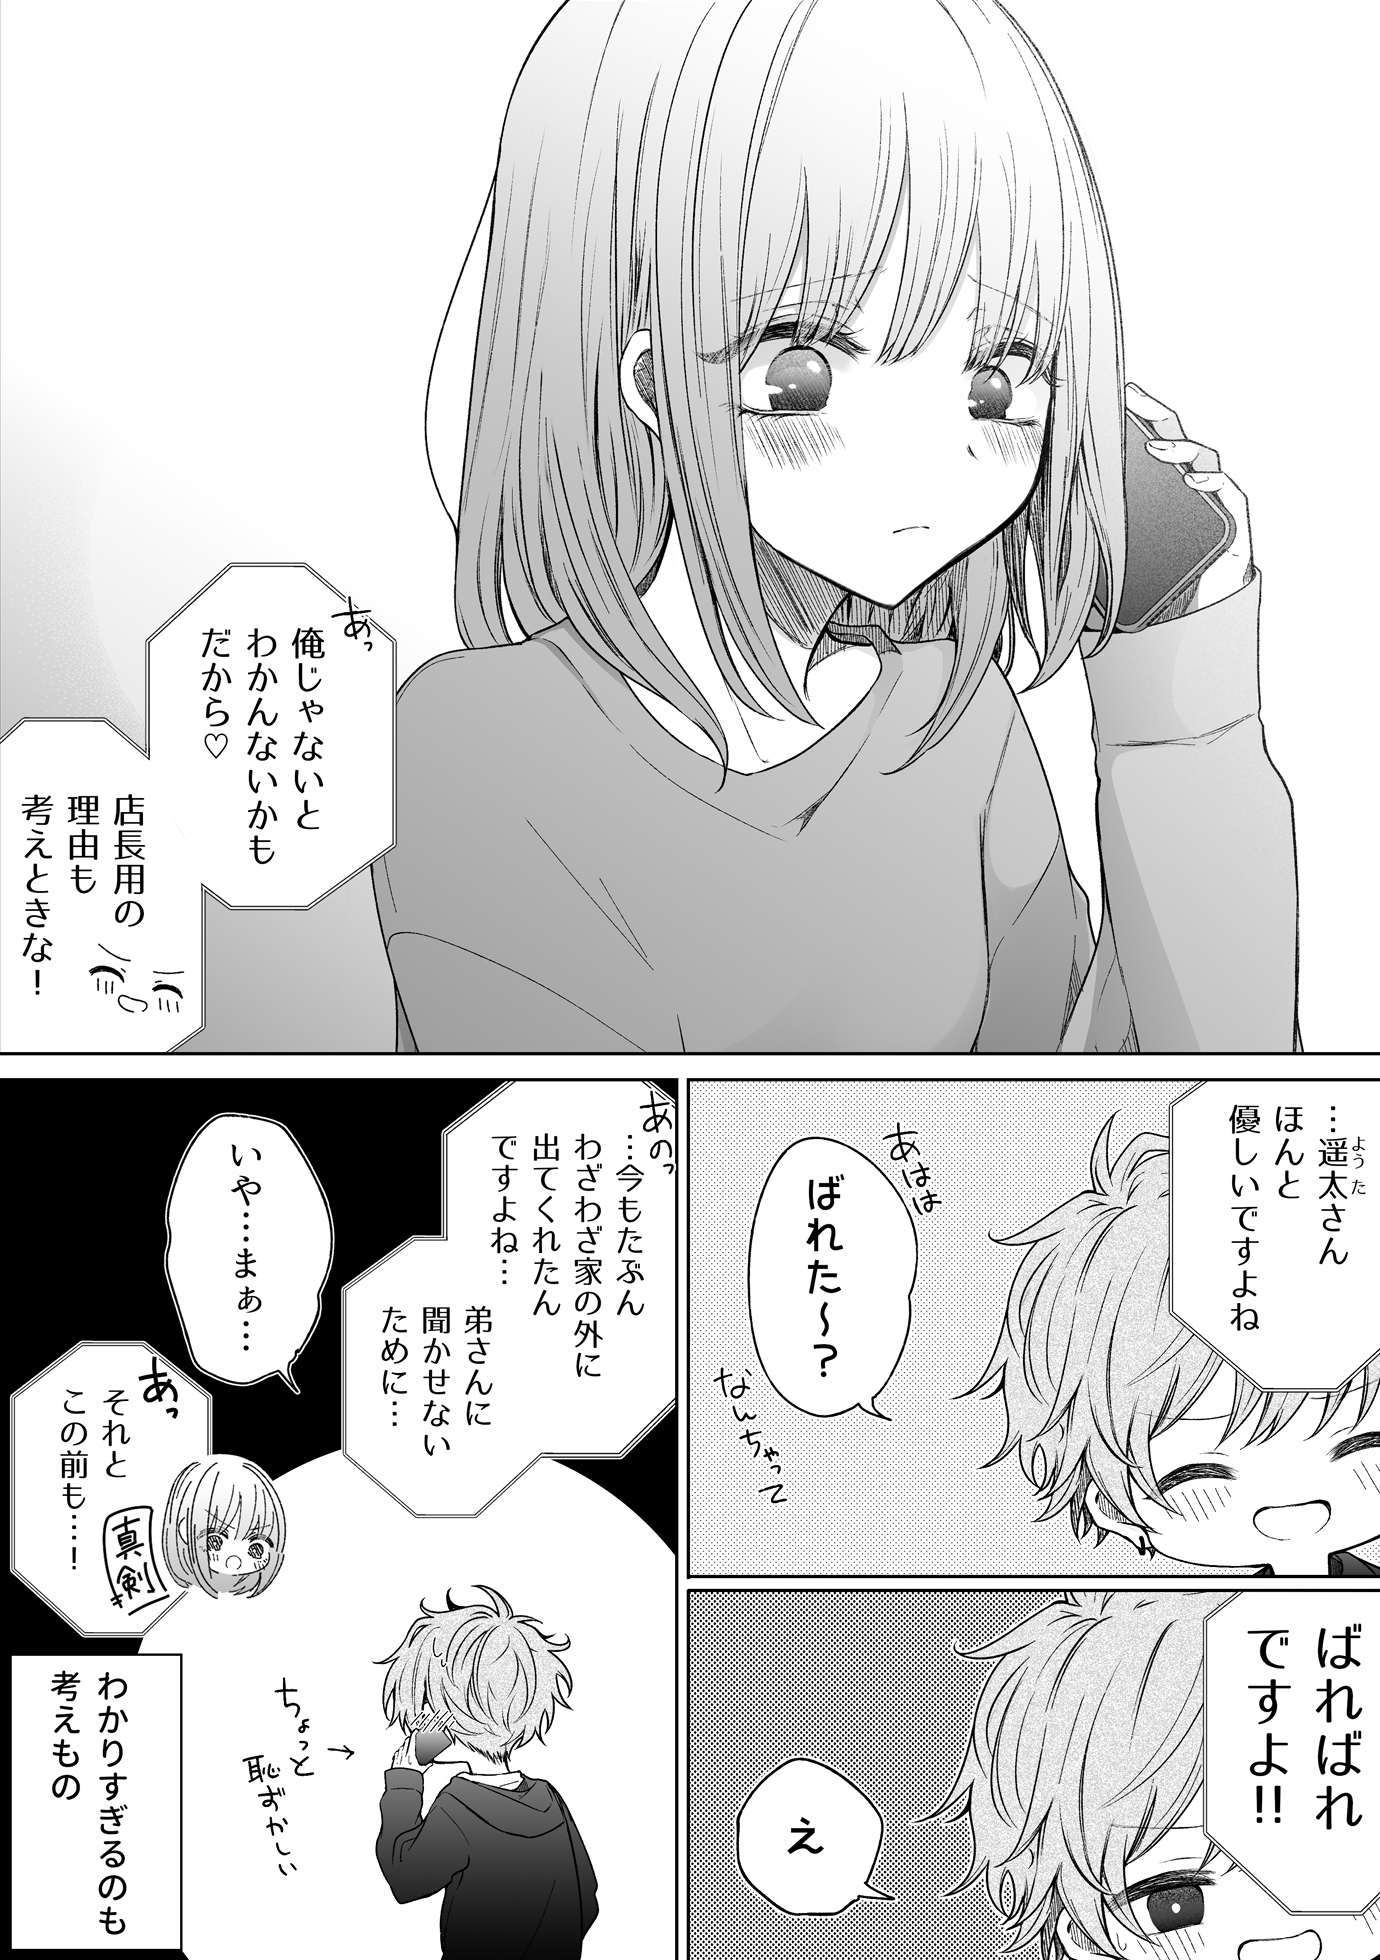 あっ
俺じゃないと
わかんないかも
だから♡
店長用の
理由も
考えときな！
…遥太さん
ようた
ほんと
優しいですよね
あはは
ばれた～？
なんちゃって
ばればれ
ですよ!!
え
あのっ
…今もたぶん
わざわざ家の外に
出てくれたん
ですよね…
弟さんに
聞かせない
ために…
いや…まぁ…
あっ
それと
この前も…！
真剣
ちょっと
恥ずかしい
→
わかりすぎるのも
考えもの